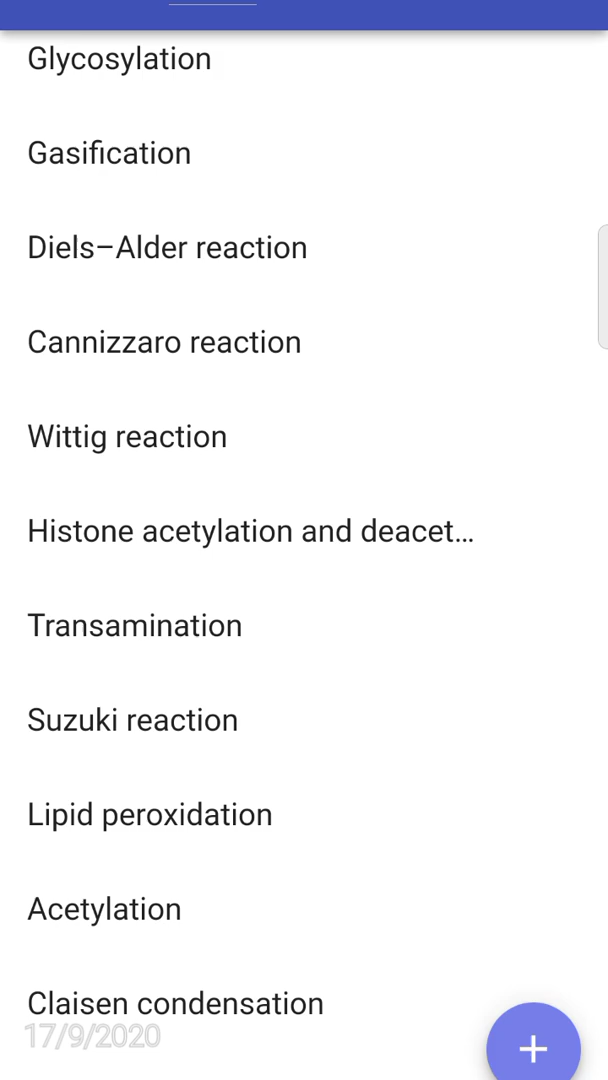 Glycosylation
Gasification
Diels–Alder reaction
Cannizzaro reaction
Wittig reaction
Histone acetylation and deacet...
Transamination
Suzuki reaction
Lipid peroxidation
Acetylation
Claisen condensation
17/9/2020
+